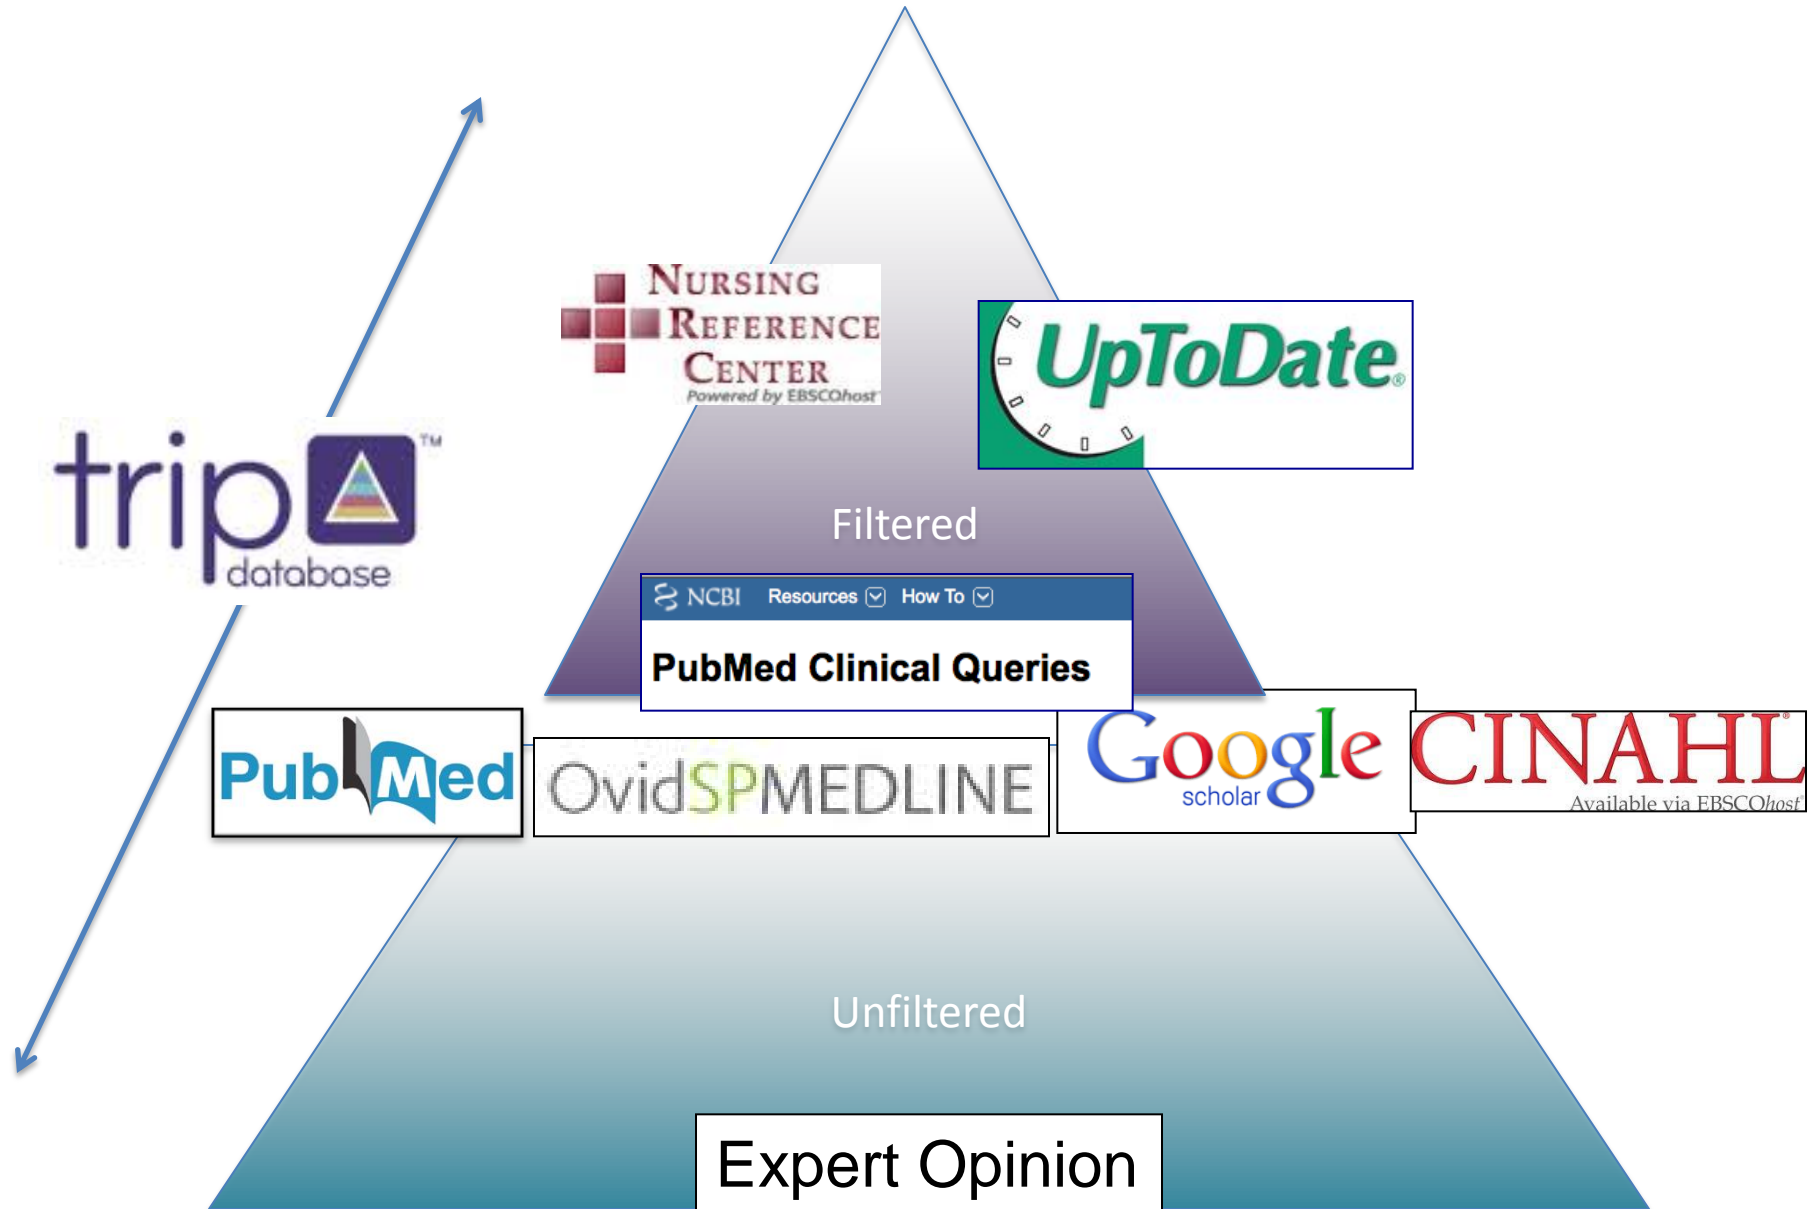 NURSING
REFERENCE
CENTER
Powered by EBSCOhost
UpToDate®
trip™
database
Filtered
NCBI Resources How To
PubMed Clinical Queries
PubMed
OvidSPMEDLINE
Google
scholar
CINAHL®
Available via EBSCOhost®
Unfiltered
Expert Opinion